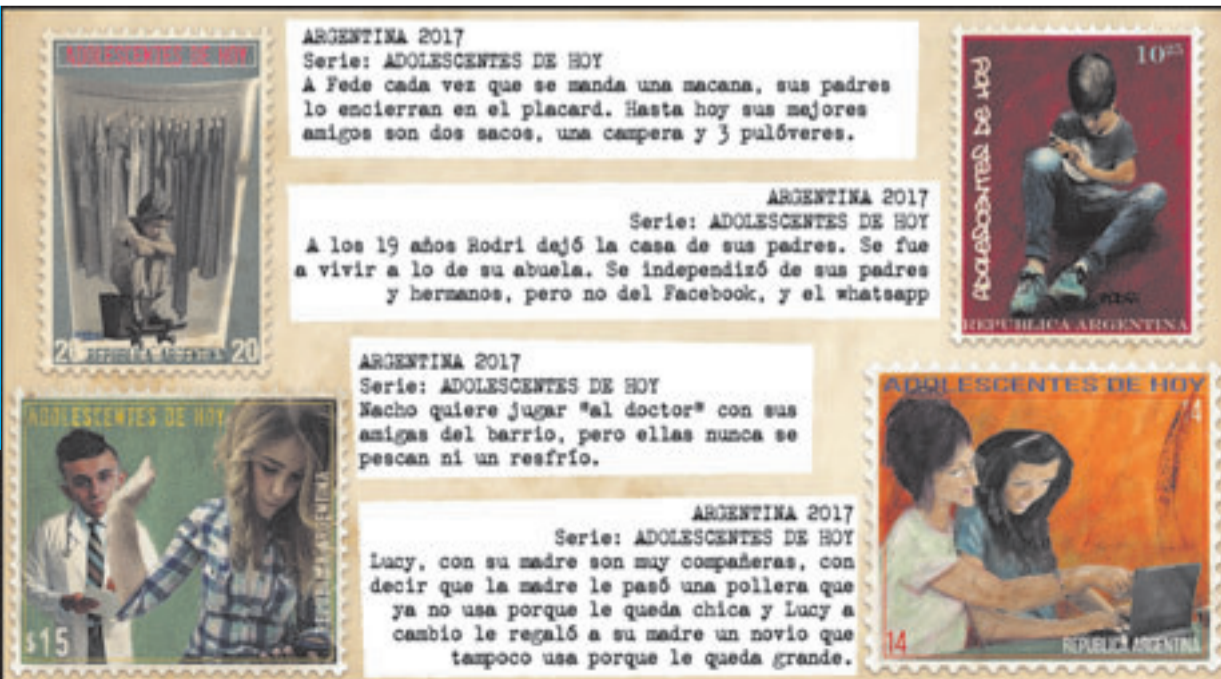 ADOLESCENTES DE HOY
20 REPUBLICA ARGENTINA 20
ARGENTINA 2017
Serie: ADOLESCENTES DE HOY
A Fede cada vez que se manda una macana, sus padres
lo encierran en el placard. Hasta hoy sus mejores
amigos son dos sacos, una campera y 3 pulóveres.
10²⁵
ADOLESCENTES DE HOY
REPUBLICA ARGENTINA
ARGENTINA 2017
Serie: ADOLESCENTES DE HOY
A los 19 años Rodri dejó la casa de sus padres. Se fue
a vivir a lo de su abuela. Se independizó de sus padres
y hermanos, pero no del Facebook, y el whatsapp
ADOLESCENTES DE HOY
REPUBLICA ARGENTINA
$15
ARGENTINA 2017
Serie: ADOLESCENTES DE HOY
Nacho quiere jugar "al doctor" con sus
amigas del barrio, pero ellas nunca se
pescan ni un resfrío.
ARGENTINA 2017
Serie: ADOLESCENTES DE HOY
Lucy, con su madre son muy compañeras, con
decir que la madre le pasó una pollera que
ya no usa porque le queda chica y Lucy a
cambio le regaló a su madre un novio que
tampoco usa porque le queda grande.
ADOLESCENTES DE HOY
14
14
REPUBLICA ARGENTINA